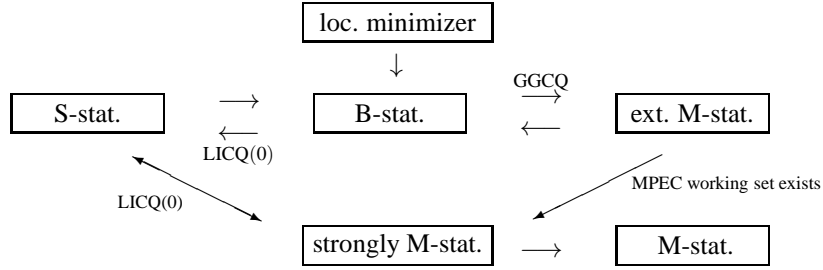 loc. minimizer
GGCQ
S-stat.
B-stat.
ext. M-stat.
LICQ(0)
MPEC working set exists
LICQ(0)
strongly M-stat.
M-stat.